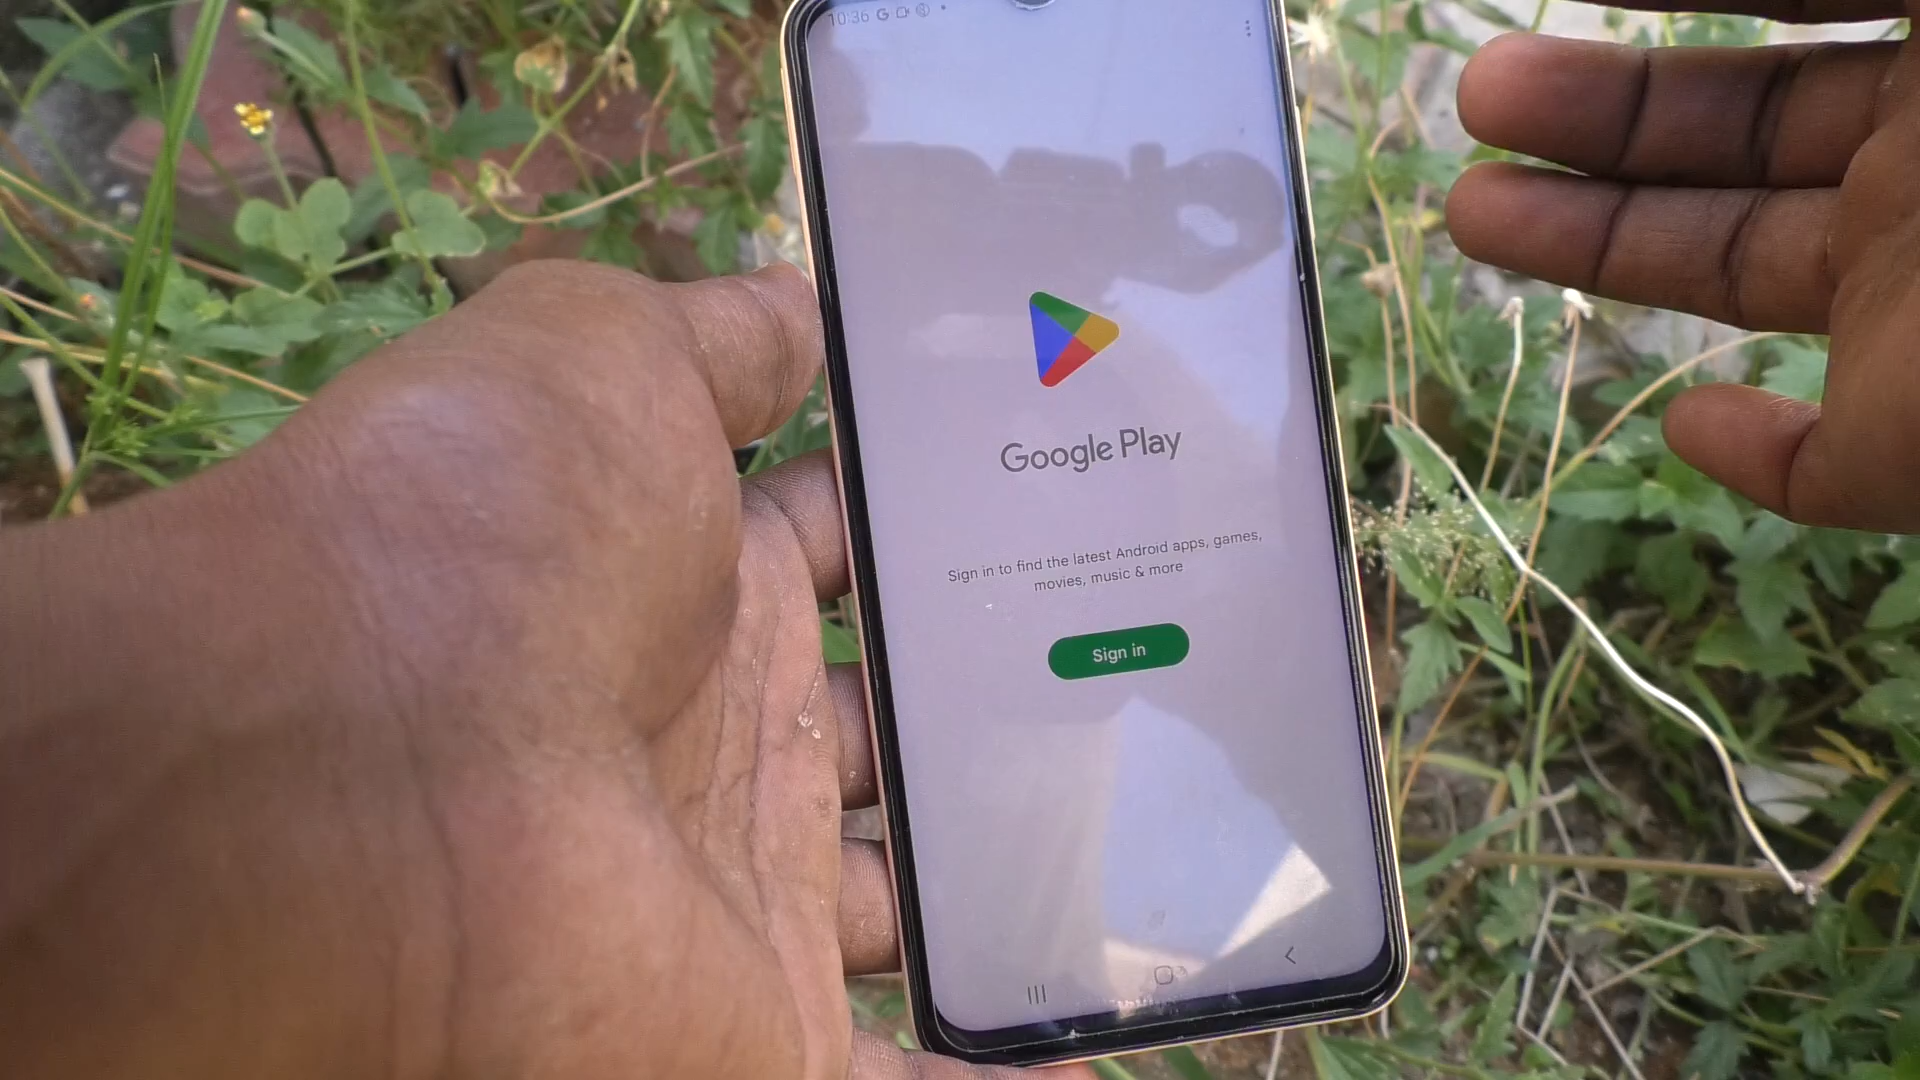 10:36 G
Google Play
Sign in to find the latest Android apps, games,
movies, music & more
Sign in